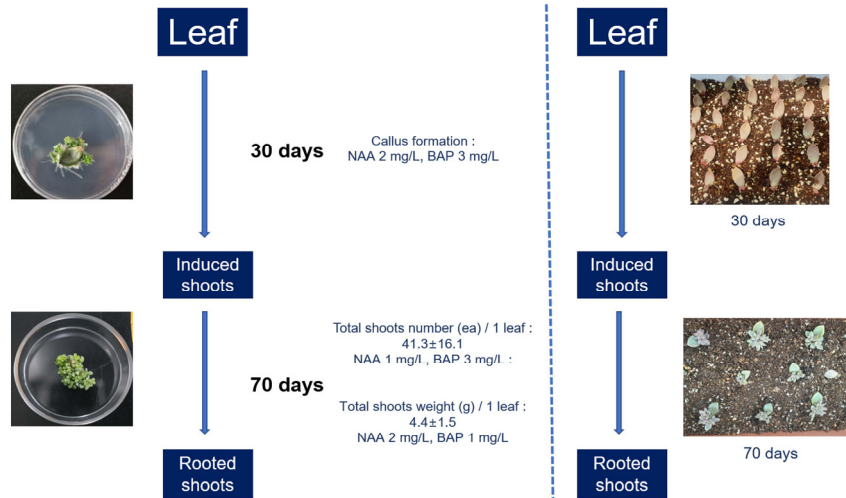 Leaf
30 days
Callus formation :
NAA 2 mg/L, BAP 3 mg/L
Induced
shoots
70 days
Total shoots number (ea) / 1 leaf :
41.3±16.1
NAA 1 mg/L, BAP 3 mg/L :
Total shoots weight (g) / 1 leaf :
4.4±1.5
NAA 2 mg/L, BAP 1 mg/L
Rooted
shoots
Leaf
30 days
Induced
shoots
70 days
Rooted
shoots